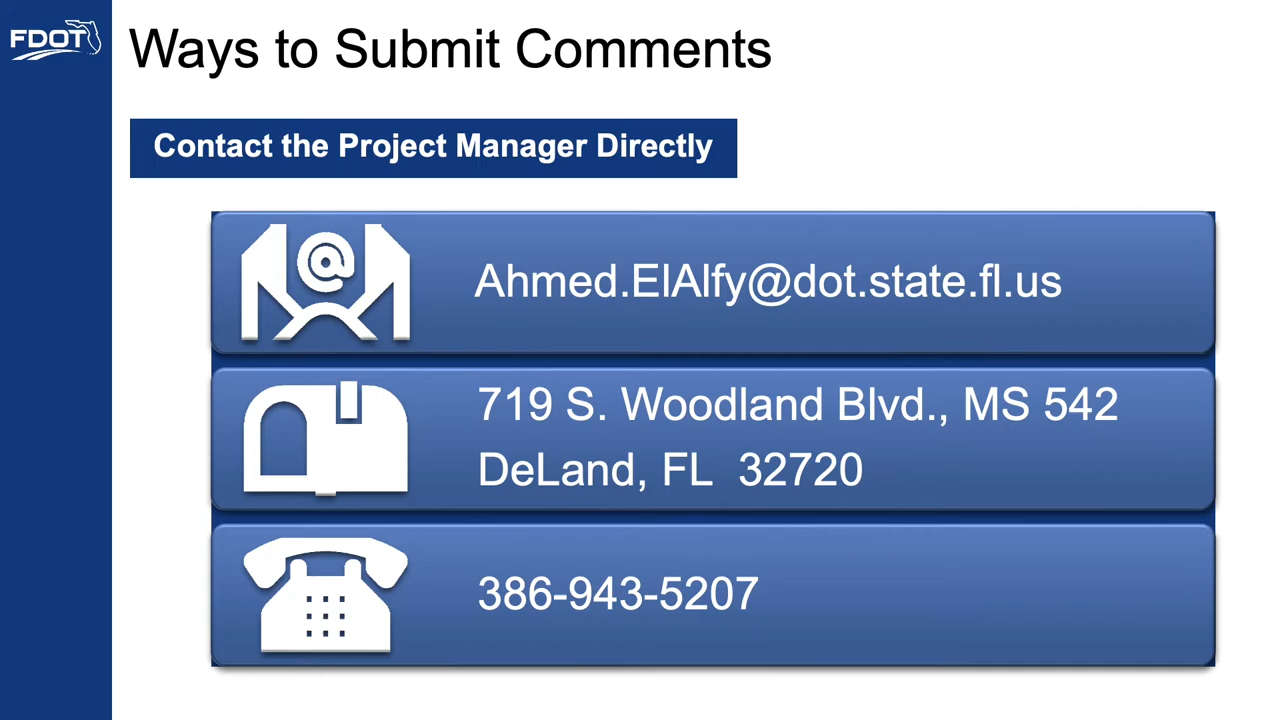 FDOT
Ways to Submit Comments
Contact the Project Manager Directly
Ahmed.ElAlfy@dot.state.fl.us
719 S. Woodland Blvd., MS 542
DeLand, FL  32720
386-943-5207